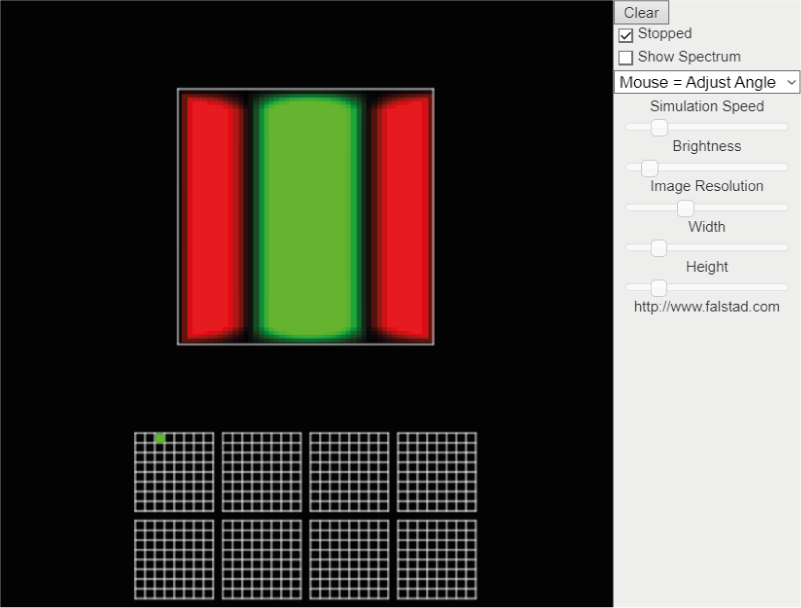 Clear
Stopped
Show Spectrum
Mouse = Adjust Angle
Simulation Speed
Brightness
Image Resolution
Width
Height
http://www.falstad.com